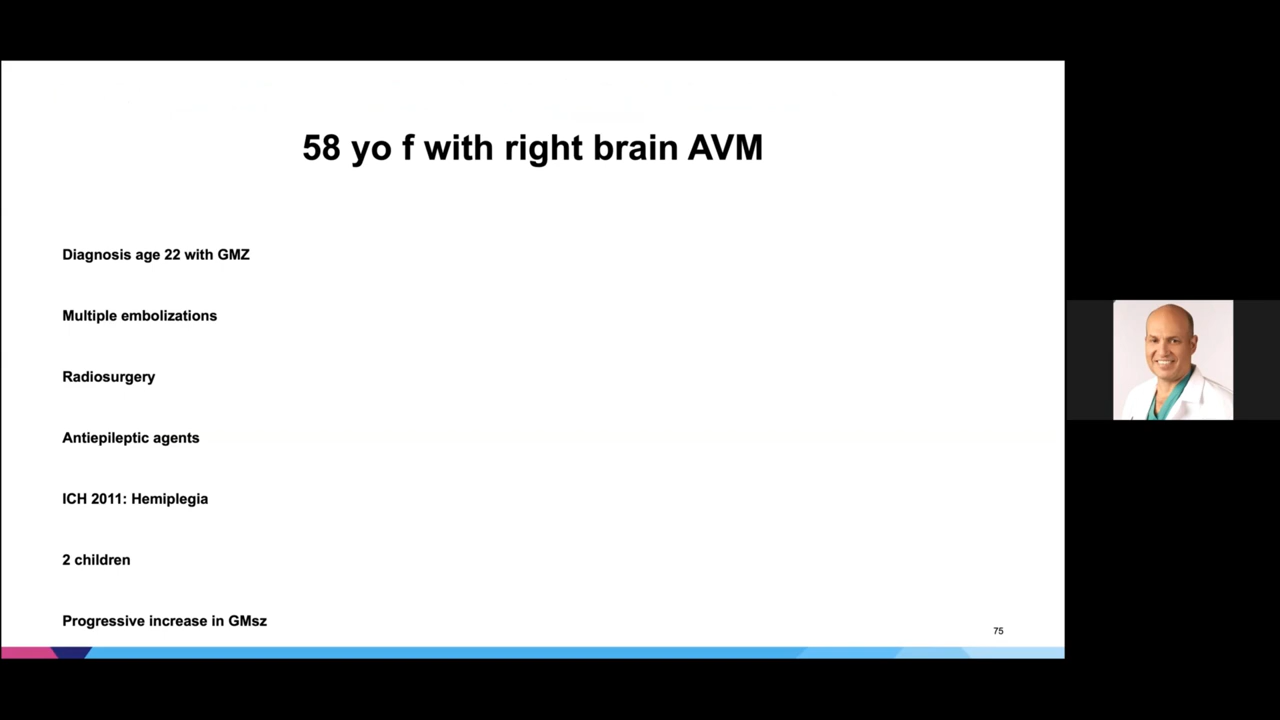 58 yo f with right brain AVM
Diagnosis age 22 with GMZ
Multiple embolizations
Radiosurgery
Antiepileptic agents
ICH 2011: Hemiplegia
2 children
Progressive increase in GMsz
75